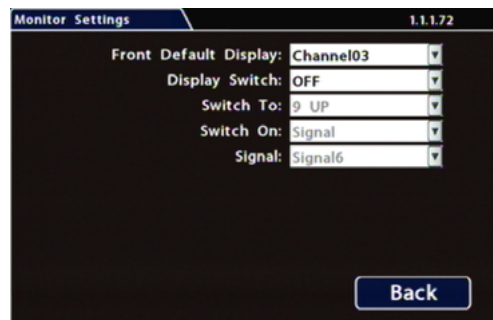 Monitor Settings 1.1.1.72
Front Default Display: Channel03
Display Switch: OFF
Switch To: 9 UP
Switch On: Signal
Signal: Signal6
Back